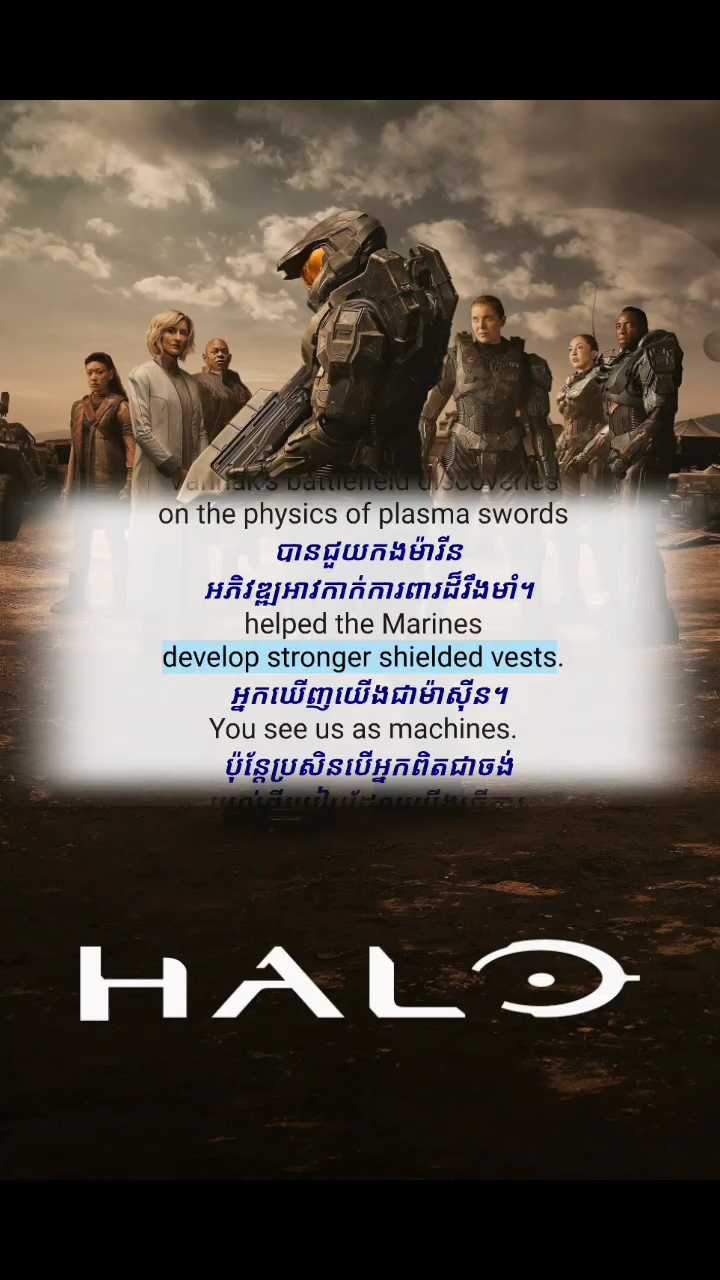 Vannak's battlefield discoveries
on the physics of plasma swords
បានជួយកងម៉ារីន
អភិវឌ្ឍអាវកាក់ការពារដ៏រឹងមាំ។
helped the Marines
develop stronger shielded vests.
អ្នកឃើញយើងជាម៉ាស៊ីន។
You see us as machines.
ប៉ុន្តែប្រសិនបើអ្នកពិតជាចង់
HALO